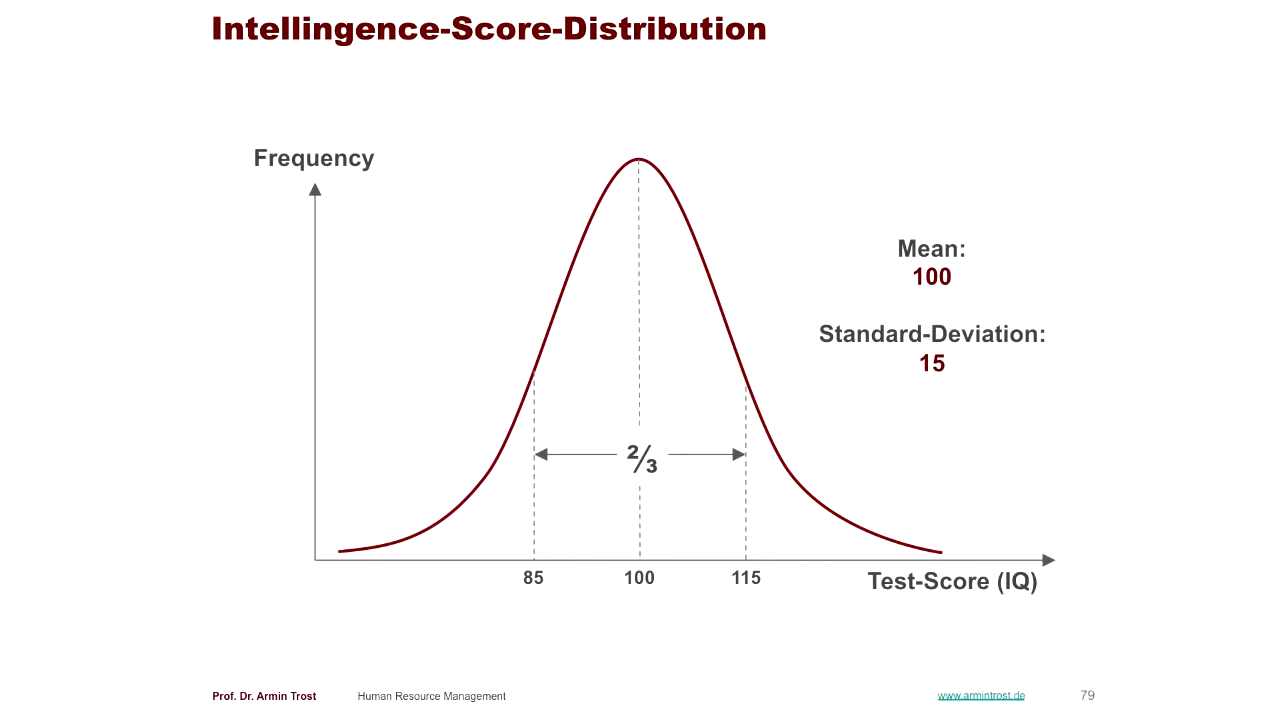 Intellingence-Score-Distribution
Frequency
Mean:
100
Standard-Deviation:
15
⅔
85 100 115
Test-Score (IQ)
Prof. Dr. Armin Trost Human Resource Management www.armintrost.de 79